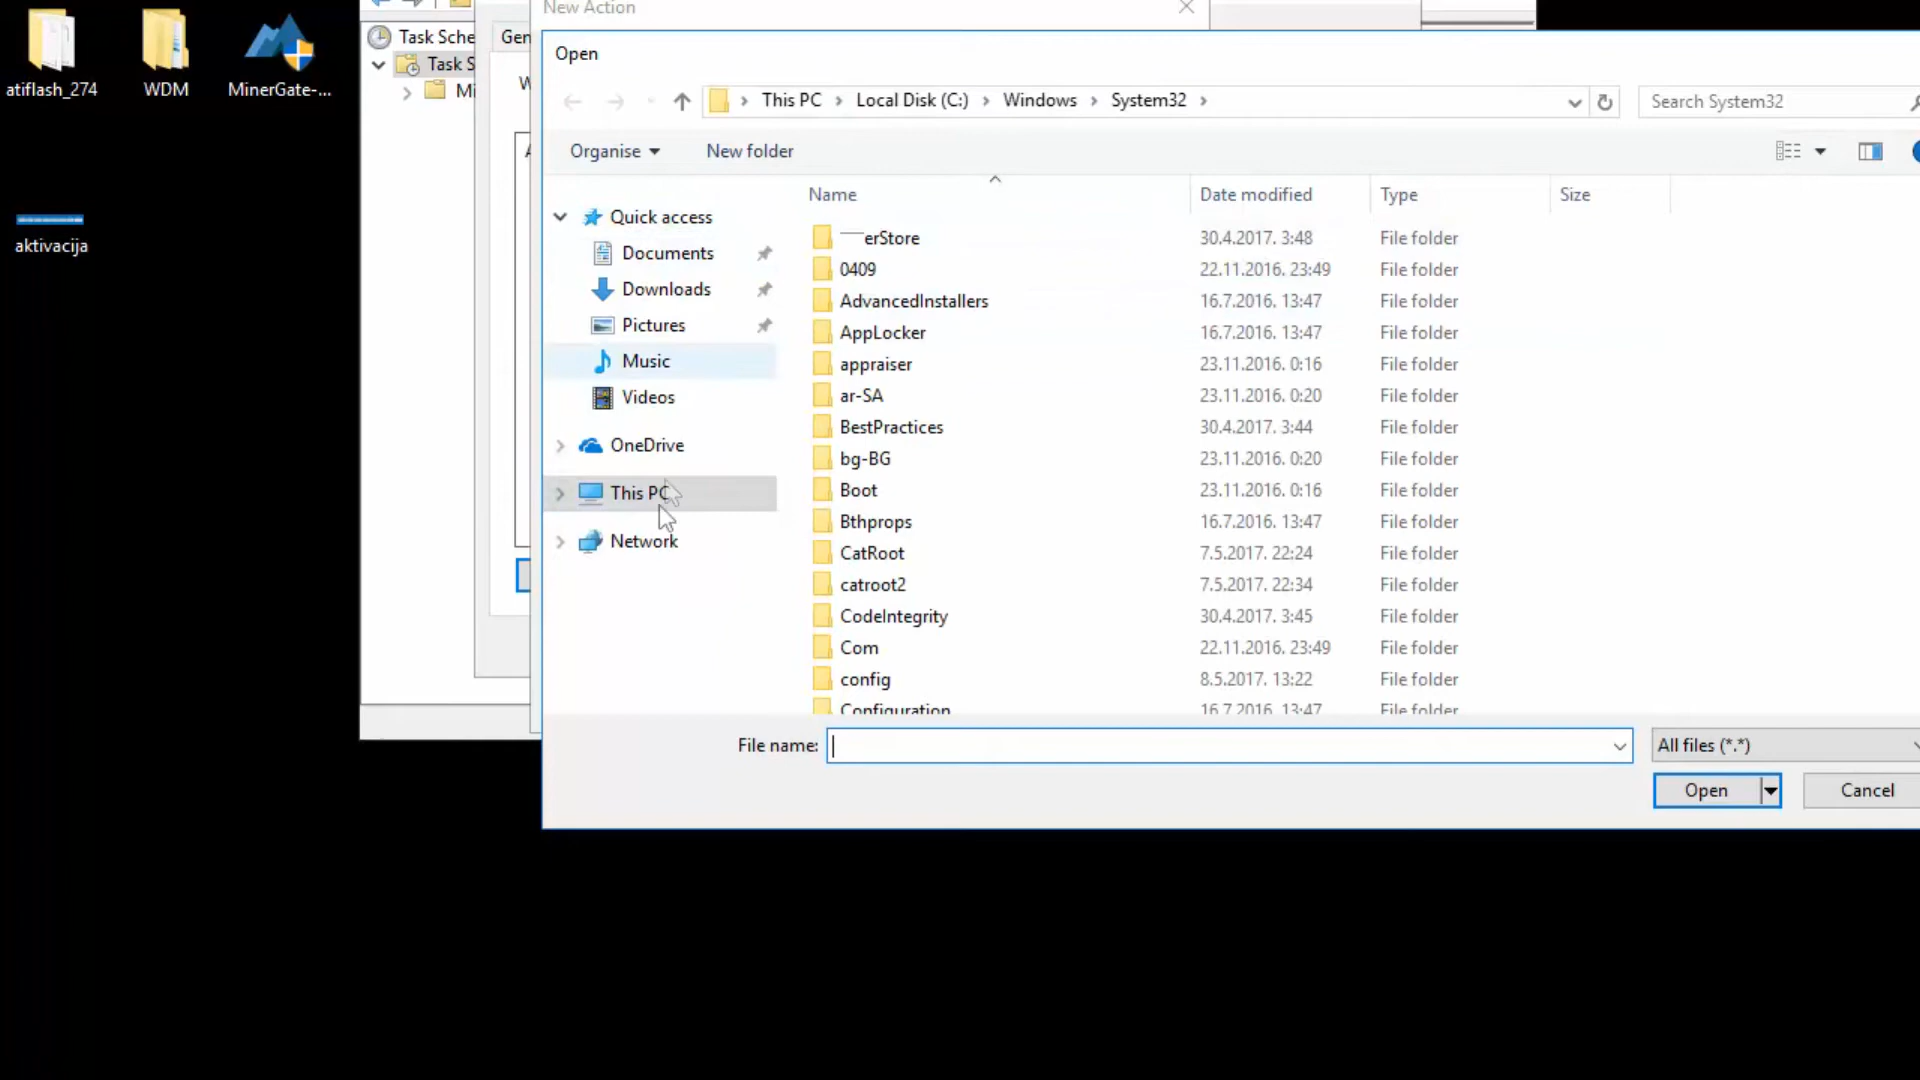 atiflash_274
WDM
MinerGate-...
aktivacija
Task Sche
Task S
Mi
Gen
W
New Action
Open
This PC
Local Disk (C:)
Windows
System32
Search System32
Organise
New folder
Name
Date modified
Type
Size
Quick access
Documents
Downloads
Pictures
Music
Videos
OneDrive
This PC
Network
erStore 30.4.2017. 3:48 File folder
0409 22.11.2016. 23:49 File folder
AdvancedInstallers 16.7.2016. 13:47 File folder
AppLocker 16.7.2016. 13:47 File folder
appraiser 23.11.2016. 0:16 File folder
ar-SA 23.11.2016. 0:20 File folder
BestPractices 30.4.2017. 3:44 File folder
bg-BG 23.11.2016. 0:20 File folder
Boot 23.11.2016. 0:16 File folder
Bthprops 16.7.2016. 13:47 File folder
CatRoot 7.5.2017. 22:24 File folder
catroot2 7.5.2017. 22:34 File folder
CodeIntegrity 30.4.2017. 3:45 File folder
Com 22.11.2016. 23:49 File folder
config 8.5.2017. 13:22 File folder
Configuration 16.7.2016. 13:47 File folder
File name:
All files (*.*)
Open
Cancel